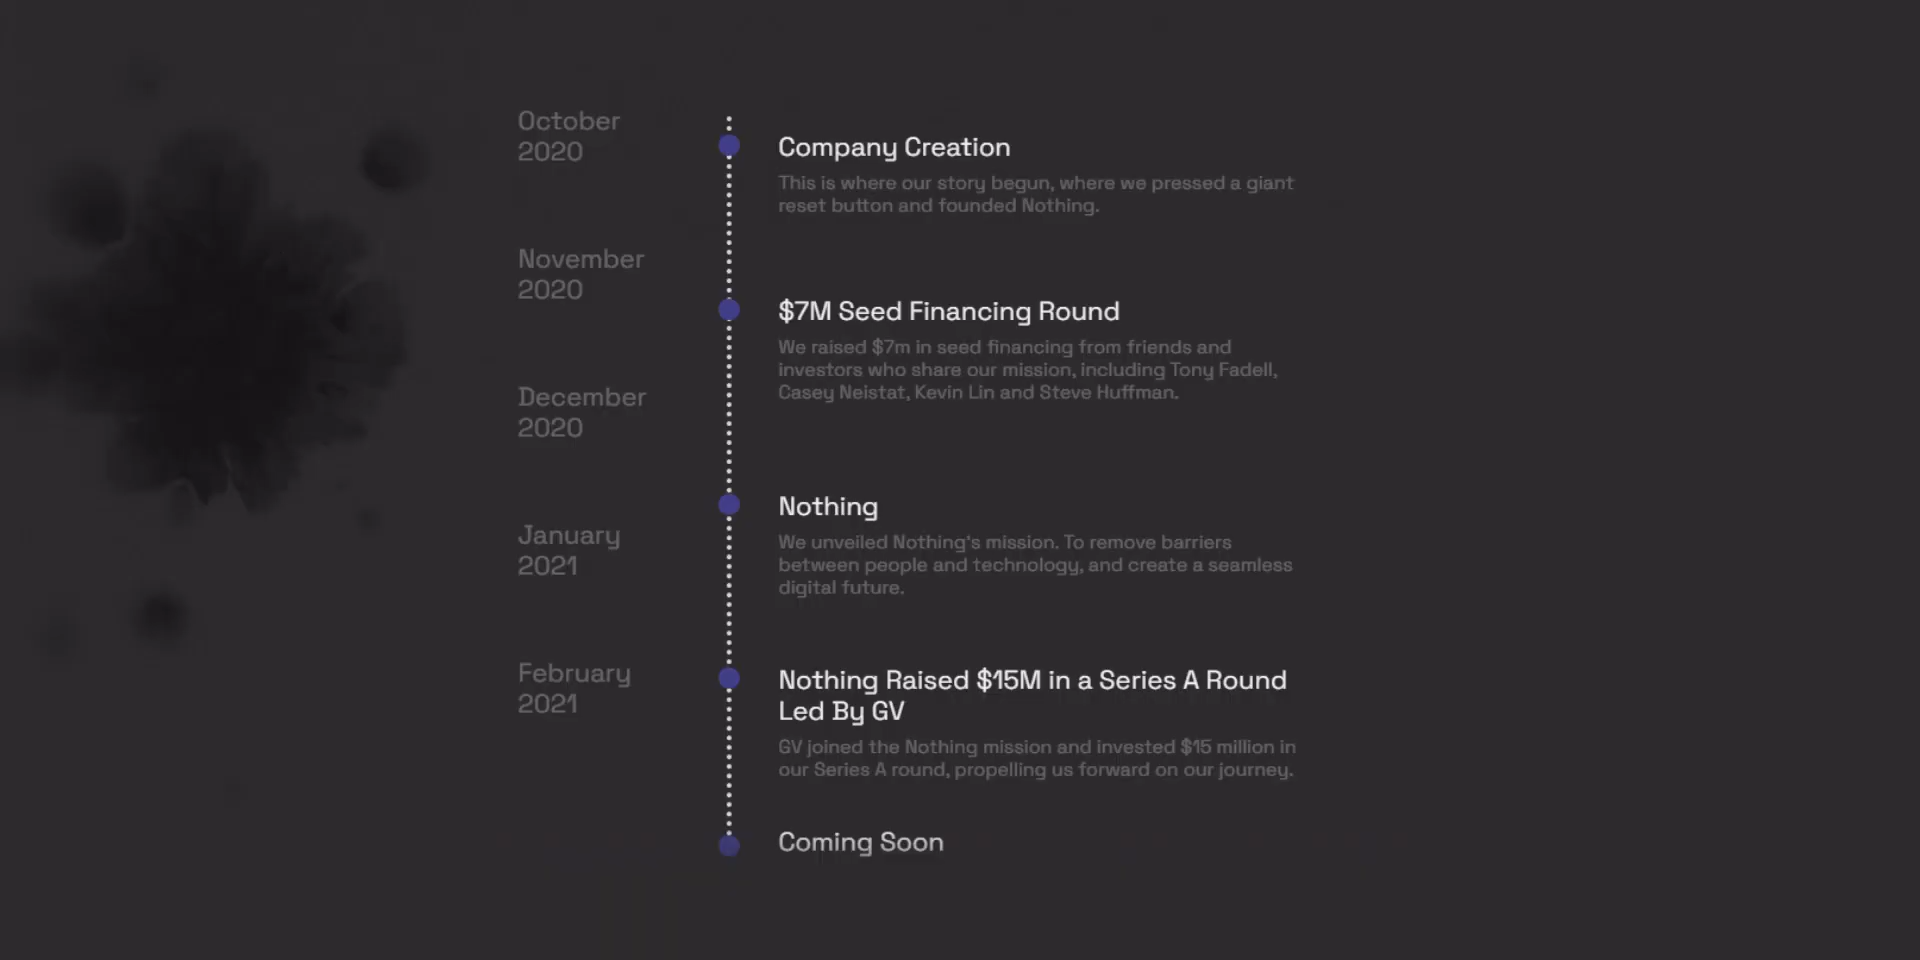 October
2020
Company Creation
This is where our story begun, where we pressed a giant
reset button and founded Nothing.
November
2020
$7M Seed Financing Round
We raised $7m in seed financing from friends and
investors who share our mission, including Tony Fadell,
Casey Neistat, Kevin Lin and Steve Huffman.
December
2020
Nothing
We unveiled Nothing's mission. To remove barriers
between people and technology, and create a seamless
digital future.
January
2021
February
2021
Nothing Raised $15M in a Series A Round
Led By GV
GV joined the Nothing mission and invested $15 million in
our Series A round, propelling us forward on our journey.
Coming Soon